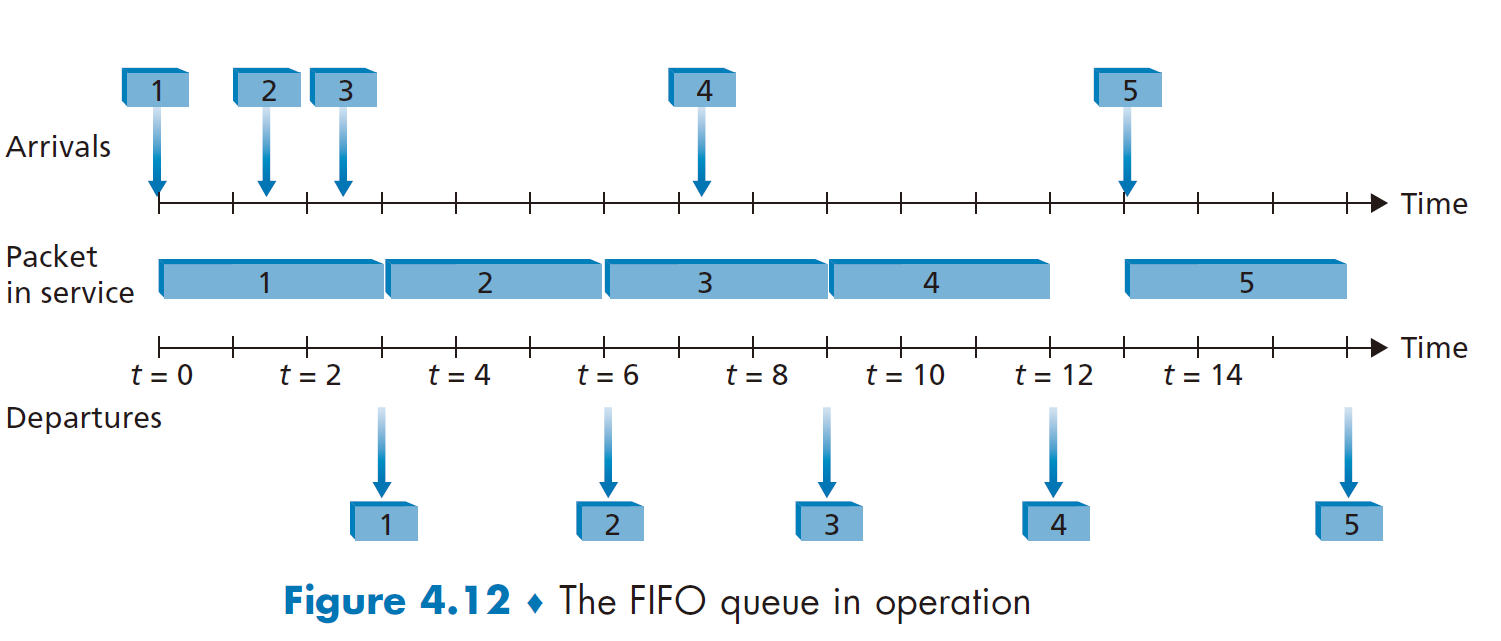 1 2 3 4 5
Arrivals
Time
Packet
in service
1 2 3 4 5
Time
t = 0 t = 2 t = 4 t = 6 t = 8 t = 10 t = 12 t = 14
Departures
1 2 3 4 5
Figure 4.12 ♦ The FIFO queue in operation